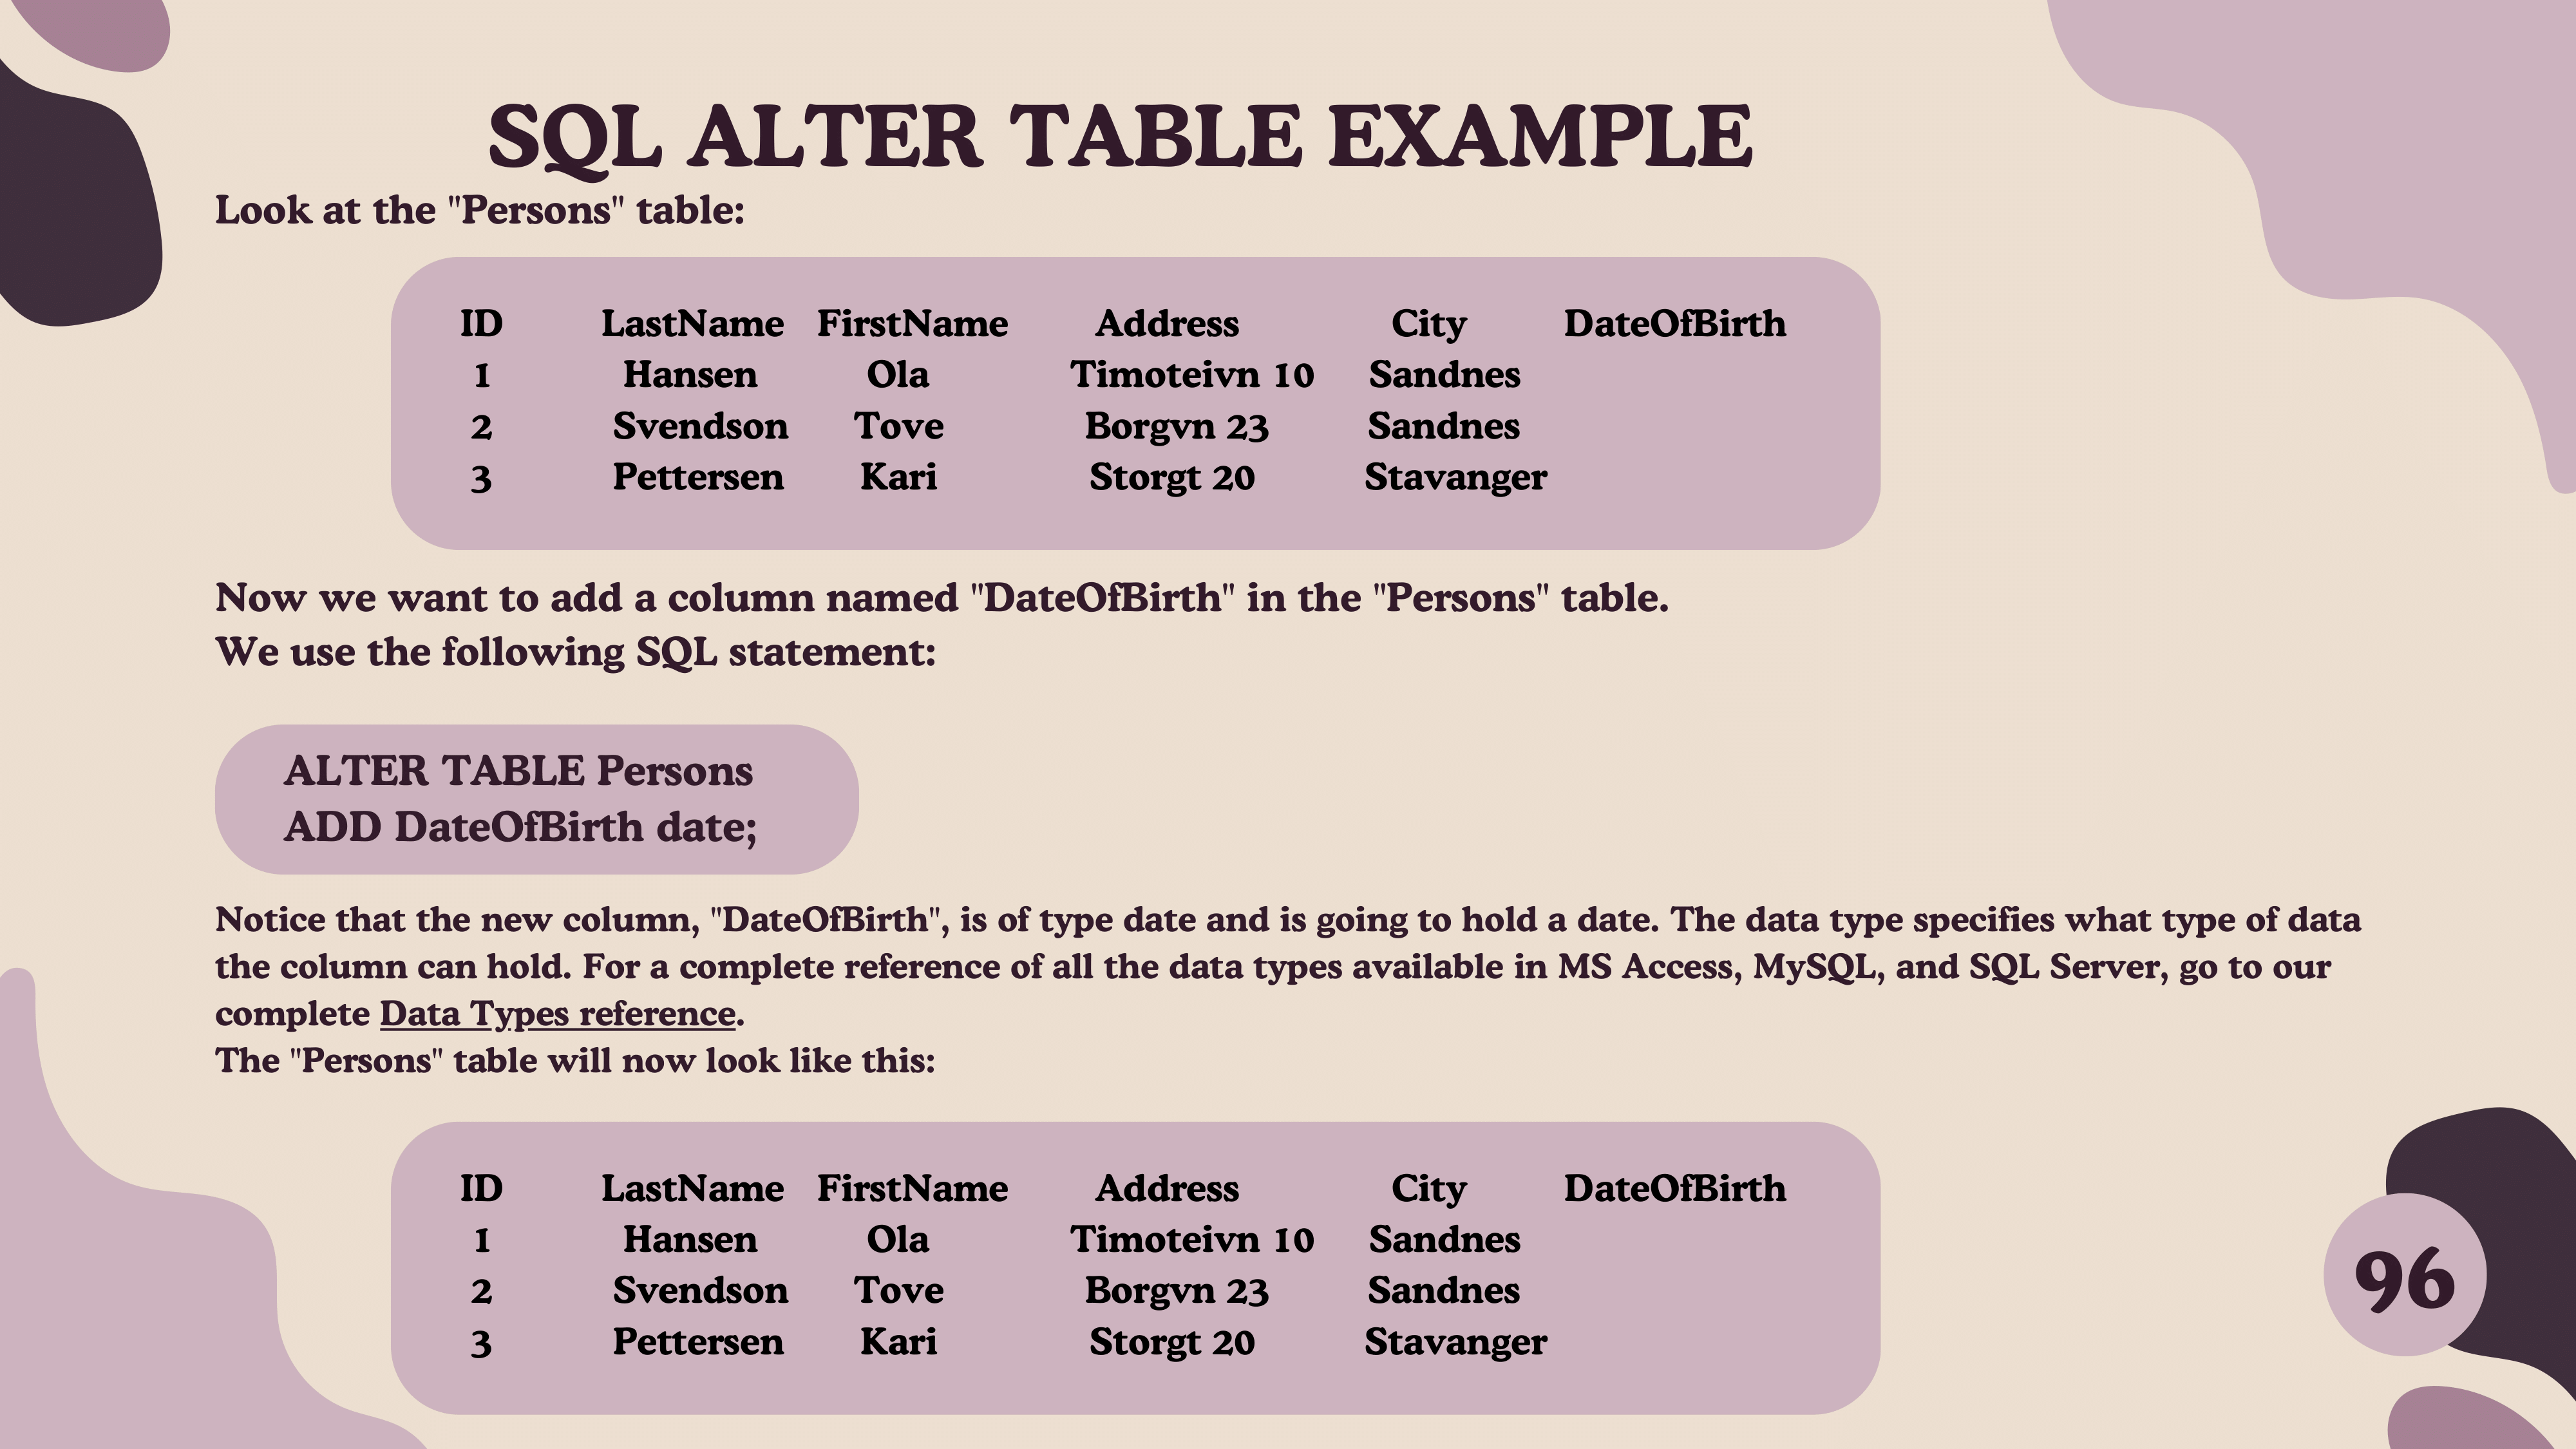 SQL ALTER TABLE EXAMPLE
Look at the "Persons" table:
ID LastName FirstName Address City DateOfBirth
1 Hansen Ola Timoteivn 10 Sandnes
2 Svendson Tove Borgvn 23 Sandnes
3 Pettersen Kari Storgt 20 Stavanger
Now we want to add a column named "DateOfBirth" in the "Persons" table.
We use the following SQL statement:
ALTER TABLE Persons
ADD DateOfBirth date;
Notice that the new column, "DateOfBirth", is of type date and is going to hold a date. The data type specifies what type of data
the column can hold. For a complete reference of all the data types available in MS Access, MySQL, and SQL Server, go to our
complete Data Types reference.
The "Persons" table will now look like this:
ID LastName FirstName Address City DateOfBirth
1 Hansen Ola Timoteivn 10 Sandnes
2 Svendson Tove Borgvn 23 Sandnes
3 Pettersen Kari Storgt 20 Stavanger
96